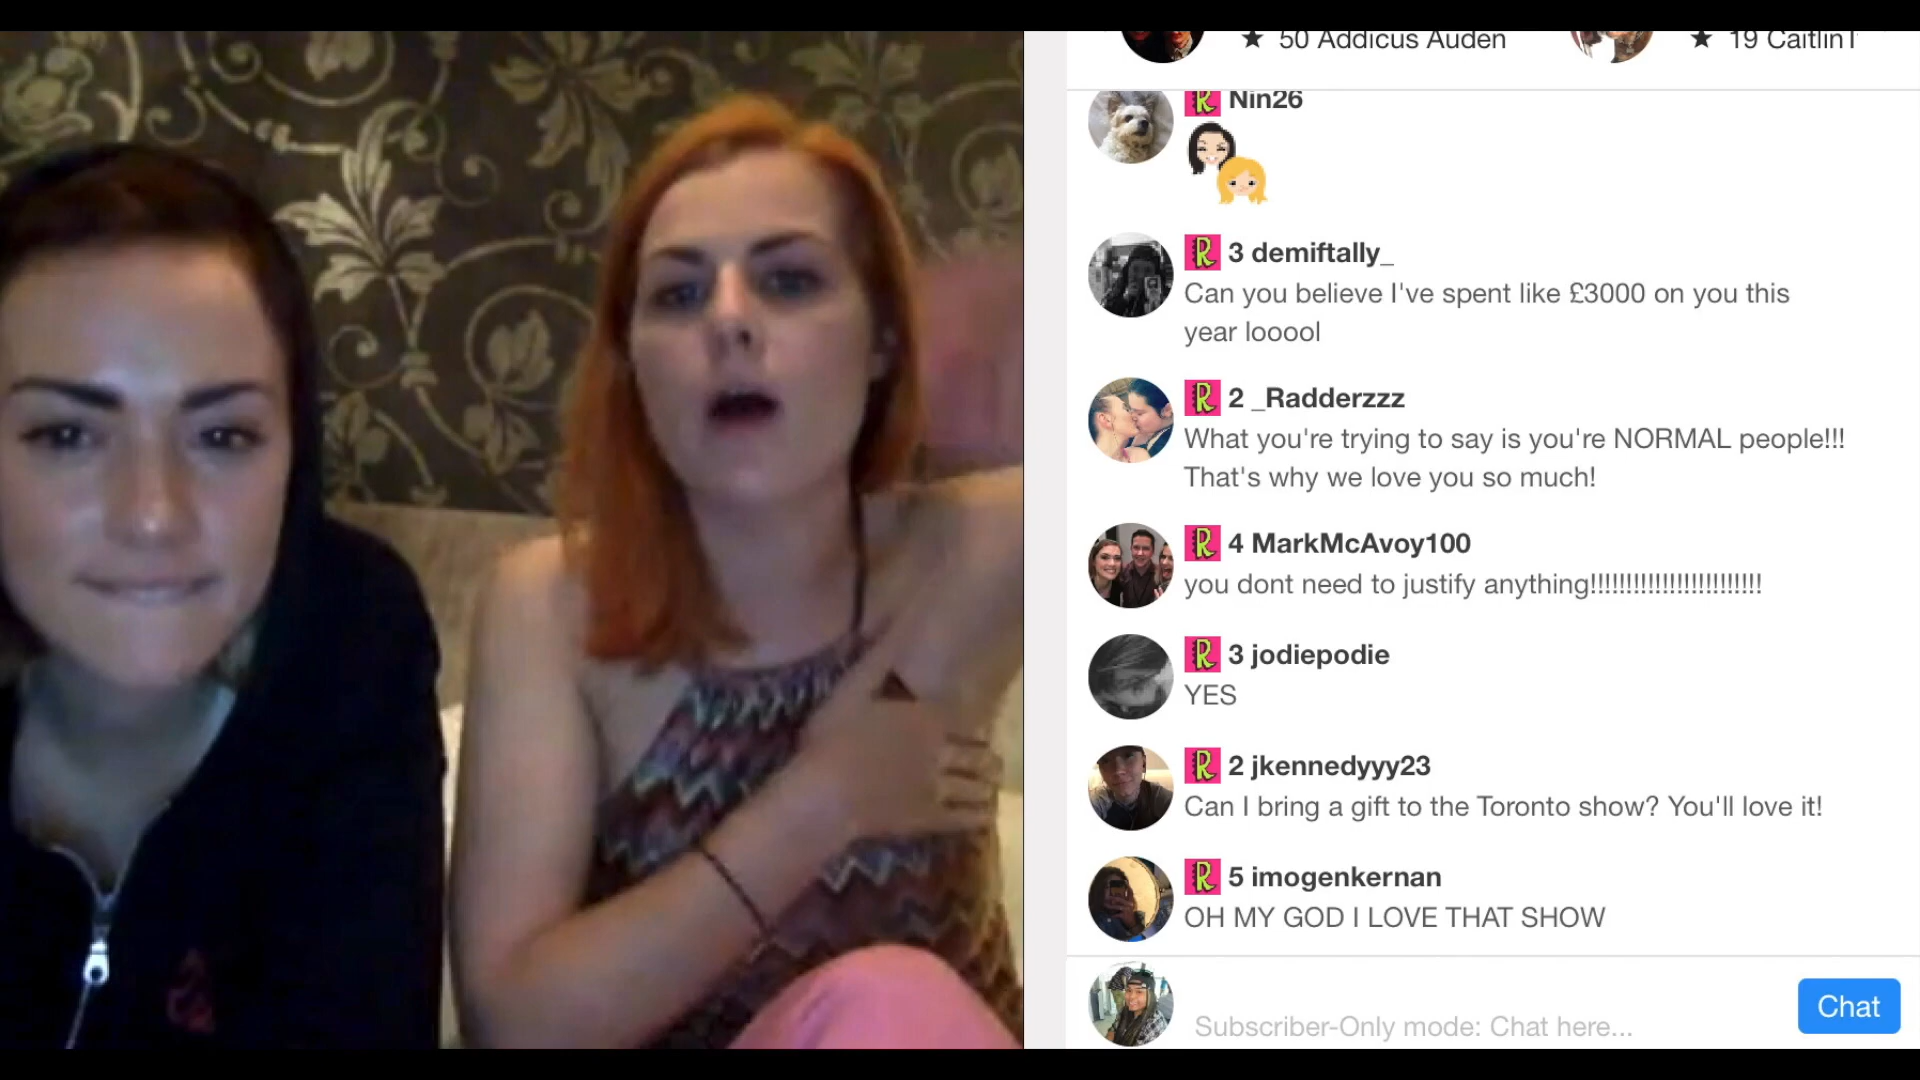 ★ 50 Addicus Auden
★ 19 Caitlin
R Nin26
R 3 demiftally_
Can you believe I've spent like £3000 on you this
year looool
R 2 _Radderzzz
What you're trying to say is you're NORMAL people!!!
That's why we love you so much!
R 4 MarkMcAvoy100
you dont need to justify anything!!!!!!!!!!!!!!!!!!!!!!!!
R 3 jodiepodie
YES
R 2 jkennedyyy23
Can I bring a gift to the Toronto show? You'll love it!
R 5 imogenkernan
OH MY GOD I LOVE THAT SHOW
Subscriber-Only mode: Chat here...
Chat